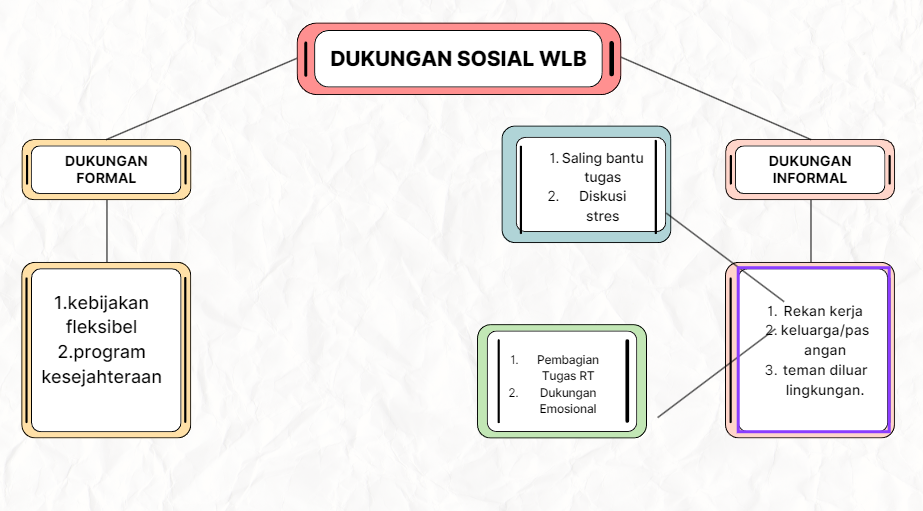 DUKUNGAN SOSIAL WLB
DUKUNGAN
FORMAL
1.kebijakan
fleksibel
2.program
kesejahteraan
1. Saling bantu
tugas
2. Diskusi
stres
1. Pembagian
Tugas RT
2. Dukungan
Emosional
DUKUNGAN
INFORMAL
1. Rekan kerja
2. keluarga/pas
angan
3. teman diluar
lingkungan.